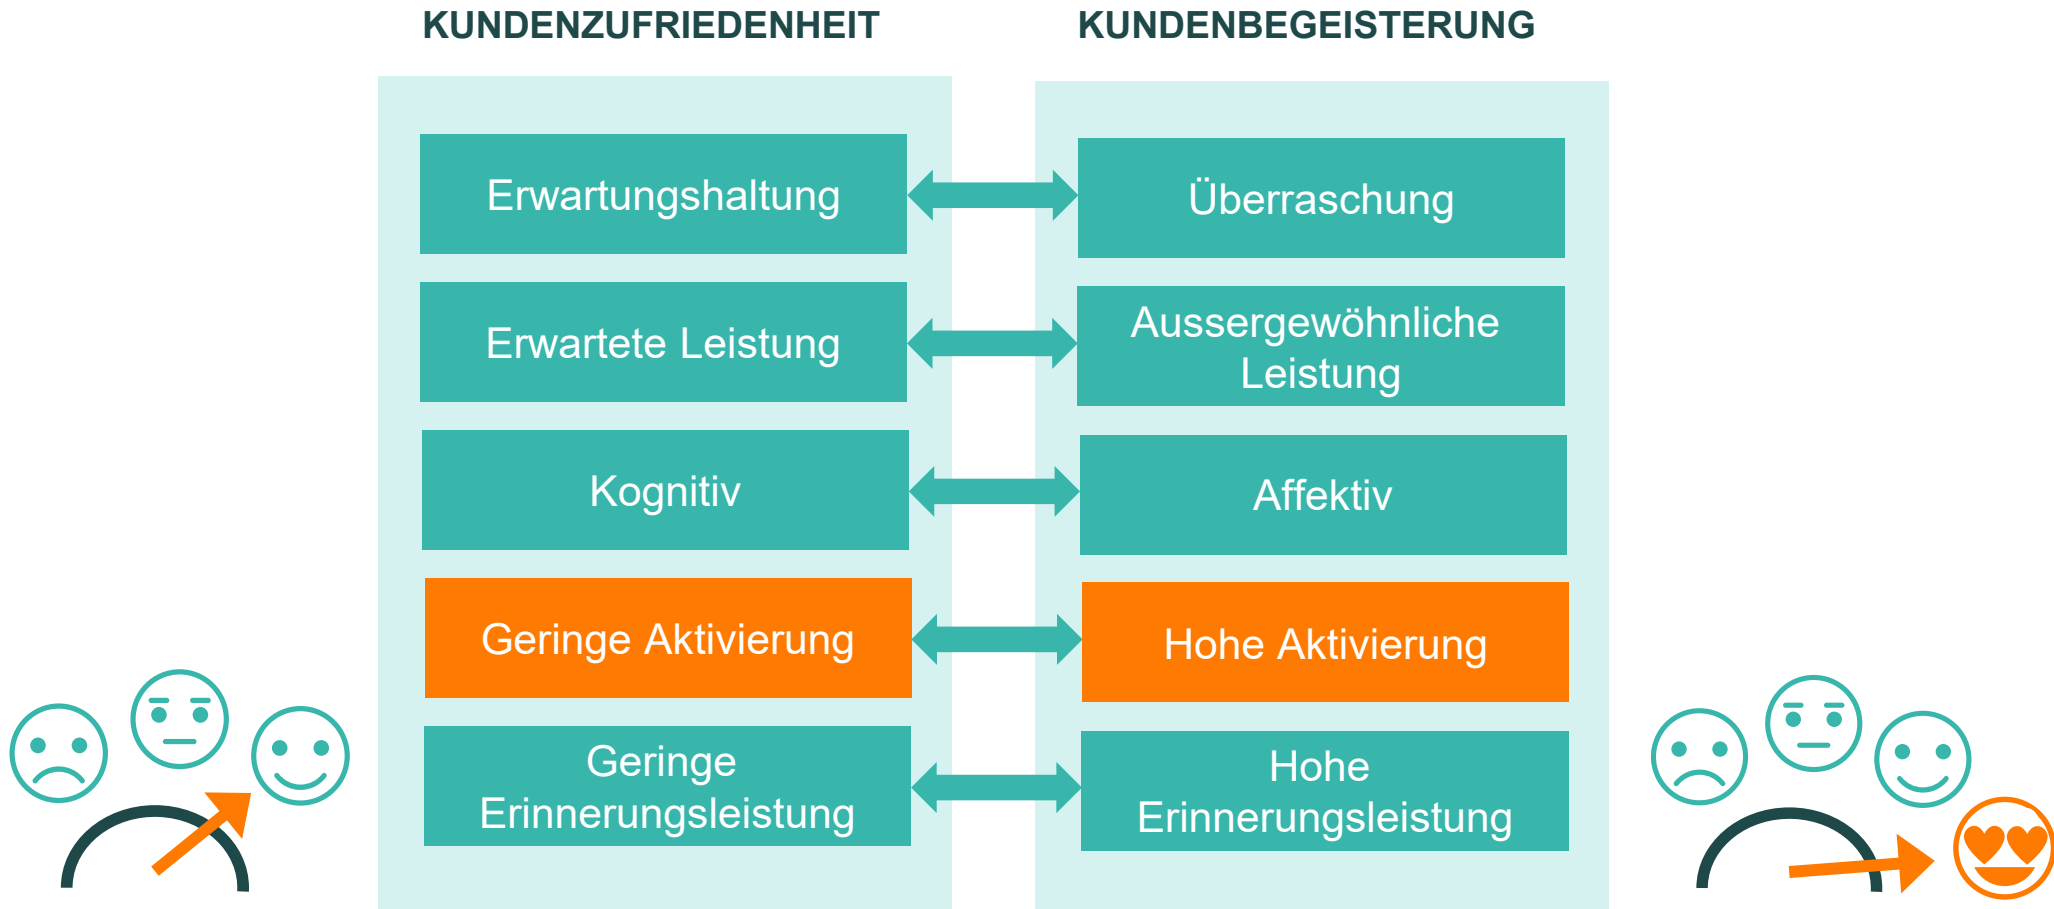 KUNDENZUFRIEDENHEIT
KUNDENBEGEISTERUNG
Erwartungshaltung
Überraschung
Erwartete Leistung
Aussergewöhnliche
Leistung
Kognitiv
Affektiv
Geringe Aktivierung
Hohe Aktivierung
Geringe
Erinnerungsleistung
Hohe
Erinnerungsleistung